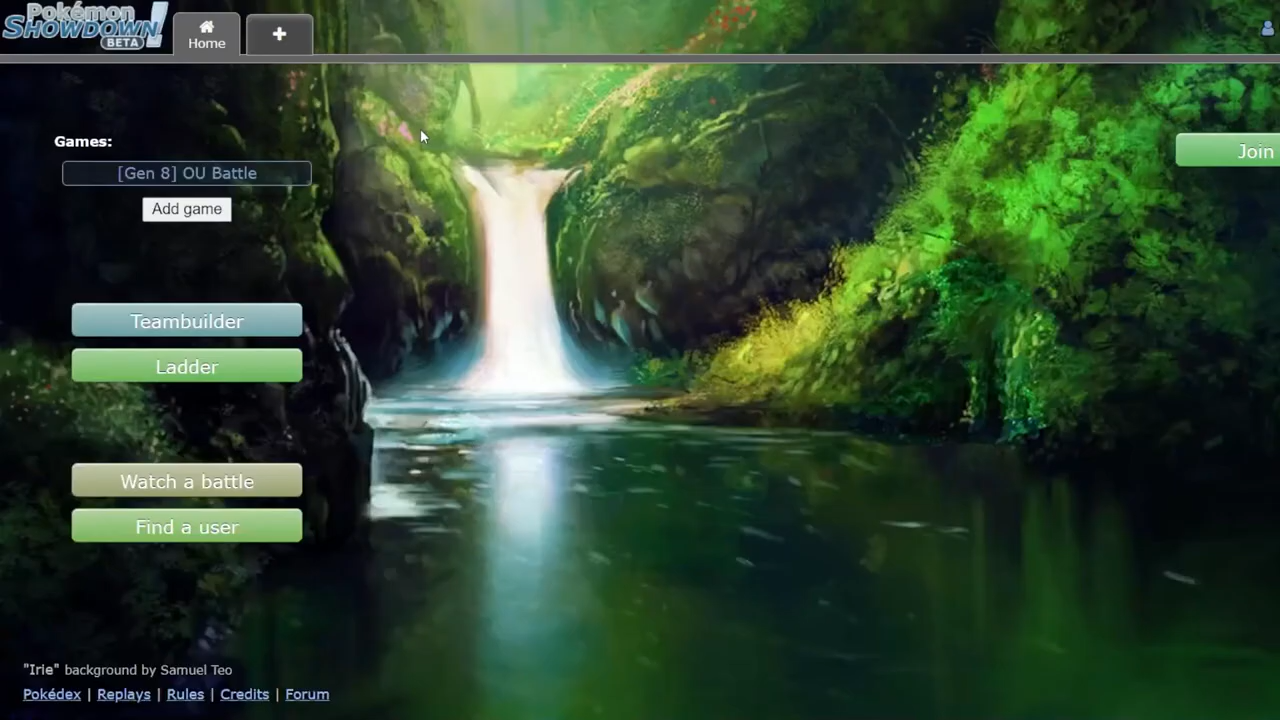 Pokémon
SHOWDOWN!
BETA
Home
+
Games:
[Gen 8] OU Battle
Join
Add game
Teambuilder
Ladder
Watch a battle
Find a user
"Irie" background by Samuel Teo
Pokédex | Replays | Rules | Credits | Forum